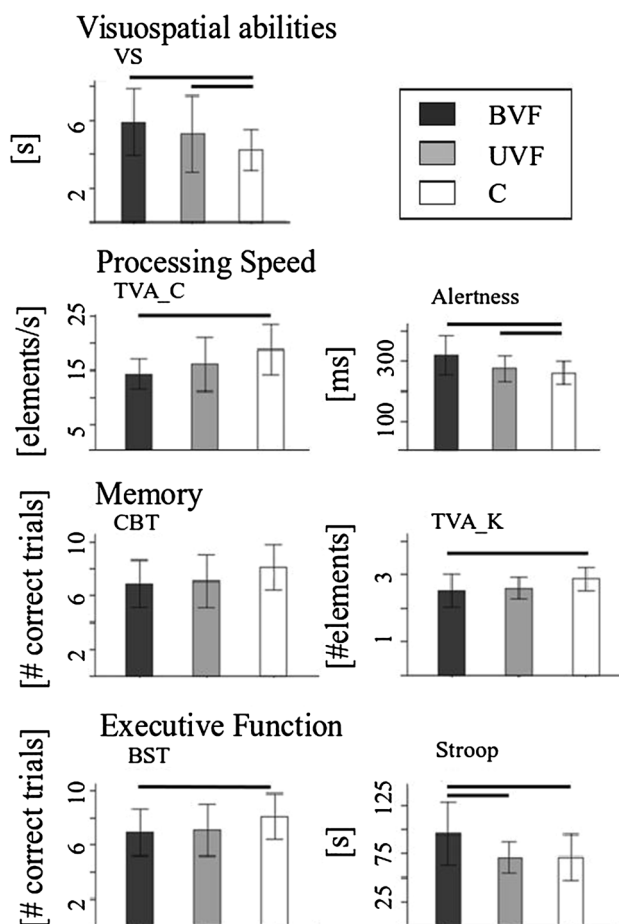 Visuospatial abilities
VS
[s]
6
2
BVF
UVF
C
Processing Speed
TVA_C
[elements/s]
25
15
5
Alertness
[ms]
300
100
Memory
CBT
[# correct trials]
10
6
2
TVA_K
[#elements]
3
1
Executive Function
BST
[# correct trials]
10
6
2
Stroop
[s]
125
75
25